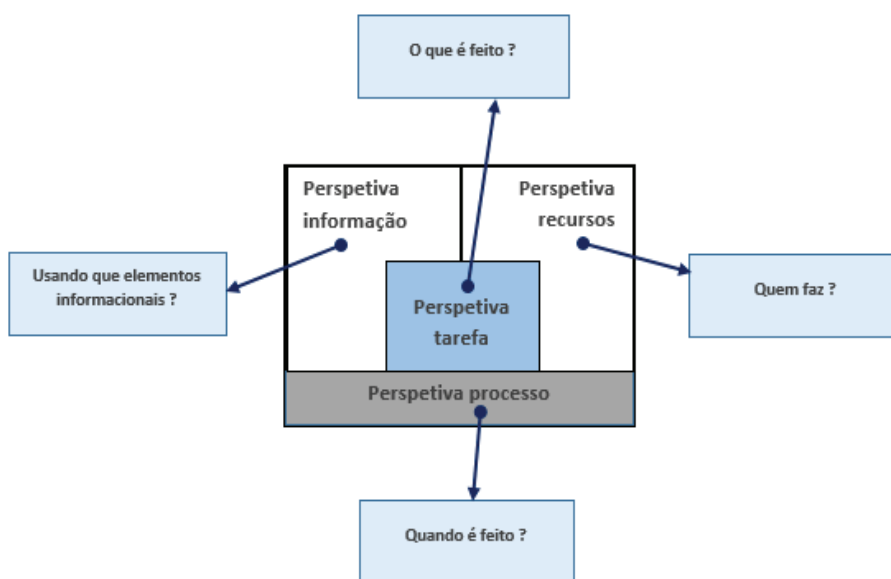 O que é feito ?
Perspetiva
informação
Perspetiva
recursos
Usando que elementos
informacionais ?
Quem faz ?
Perspetiva
tarefa
Perspetiva processo
Quando é feito ?